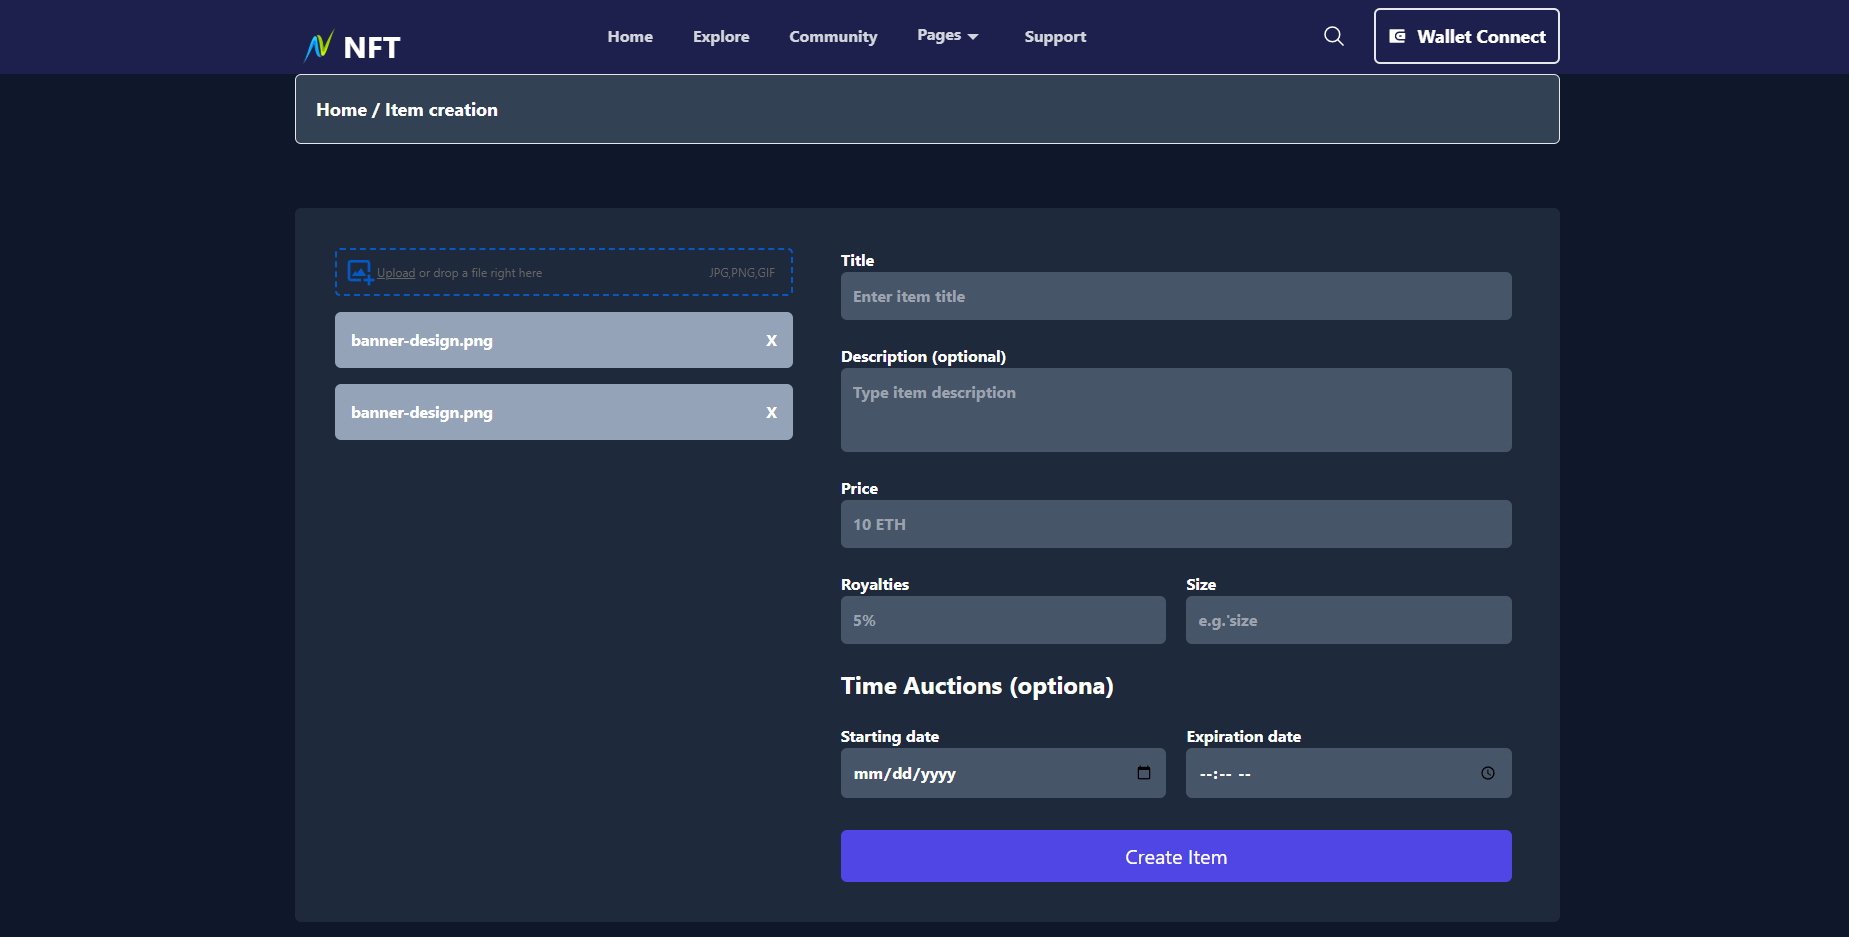 NFT
Home
Explore
Community
Pages
Support
Wallet Connect
Home / Item creation
Upload or drop a file right here
JPG,PNG,GIF
banner-design.png
X
banner-design.png
X
Title
Enter item title
Description (optional)
Type item description
Price
10 ETH
Royalties
Size
5%
e.g.'size
Time Auctions (optiona)
Starting date
Expiration date
mm/dd/yyyy
--:-- --
Create Item